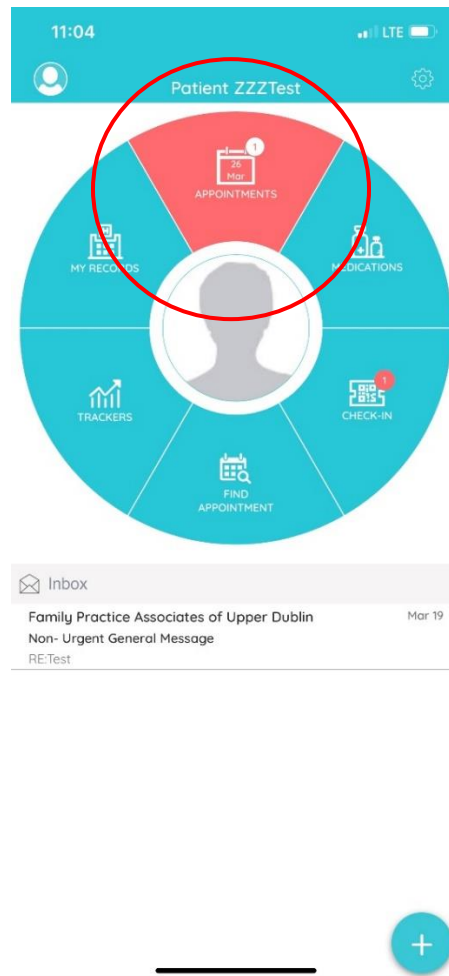 11:04
LTE
Patient ZZZTest
1
26
Mar
APPOINTMENTS
MY RECORDS
MEDICATIONS
TRACKERS
1
CHECK-IN
FIND
APPOINTMENT
Inbox
Family Practice Associates of Upper Dublin Mar 19
Non- Urgent General Message
RE:Test
+